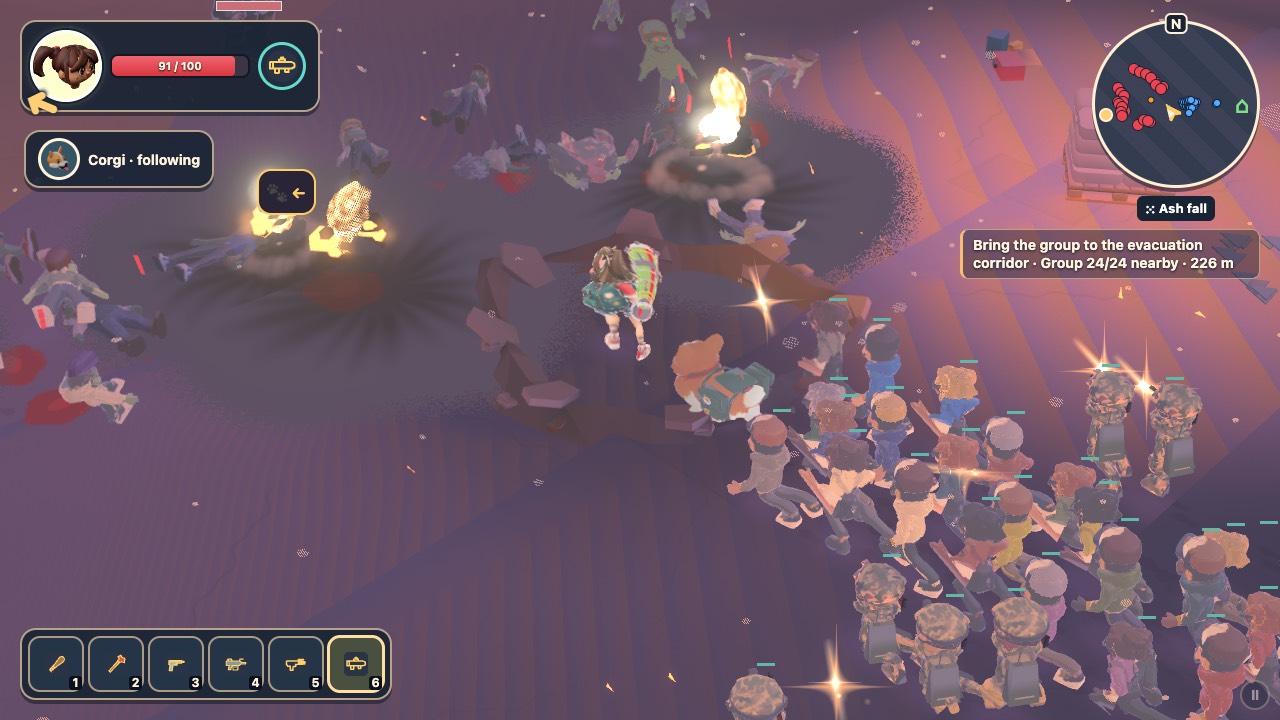 91 / 100
N
Corgi · following
Ash fall
Bring the group to the evacuation
corridor · Group 24/24 nearby · 226 m
1
2
3
4
5
6